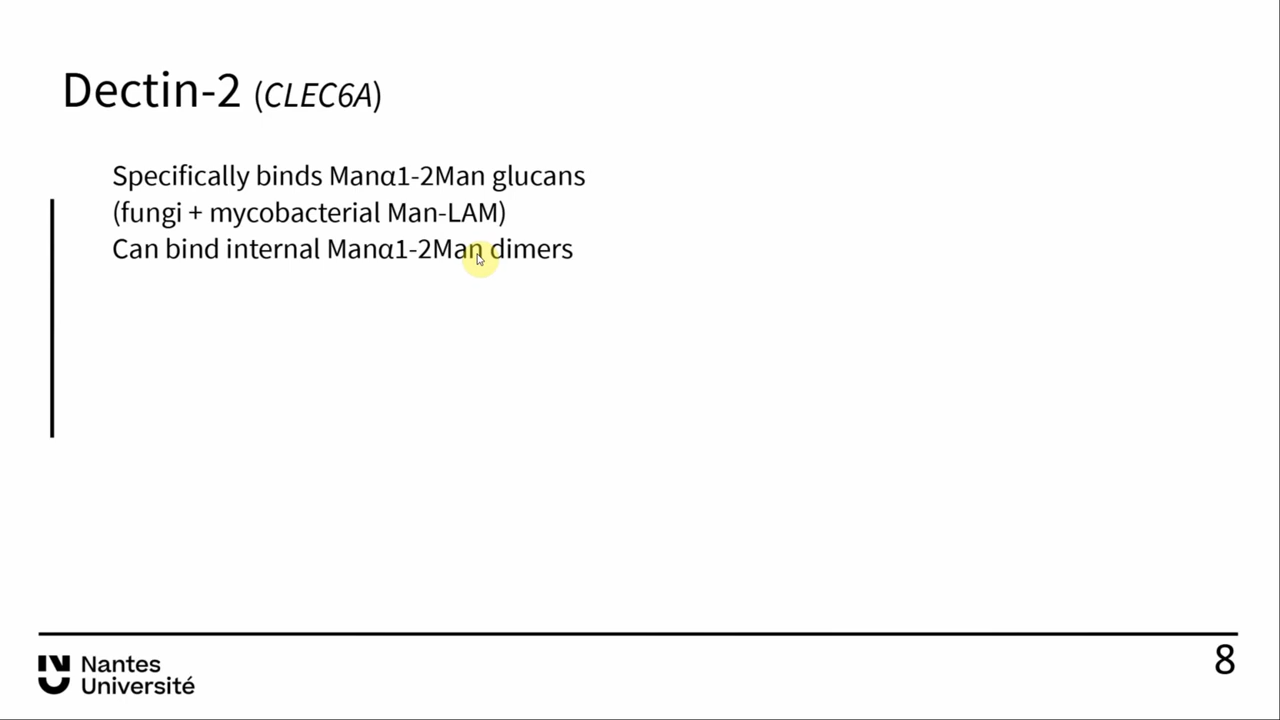 Dectin-2 (CLEC6A)
Specifically binds Manα1-2Man glucans
(fungi + mycobacterial Man-LAM)
Can bind internal Manα1-2Man dimers
8
Nantes
Université